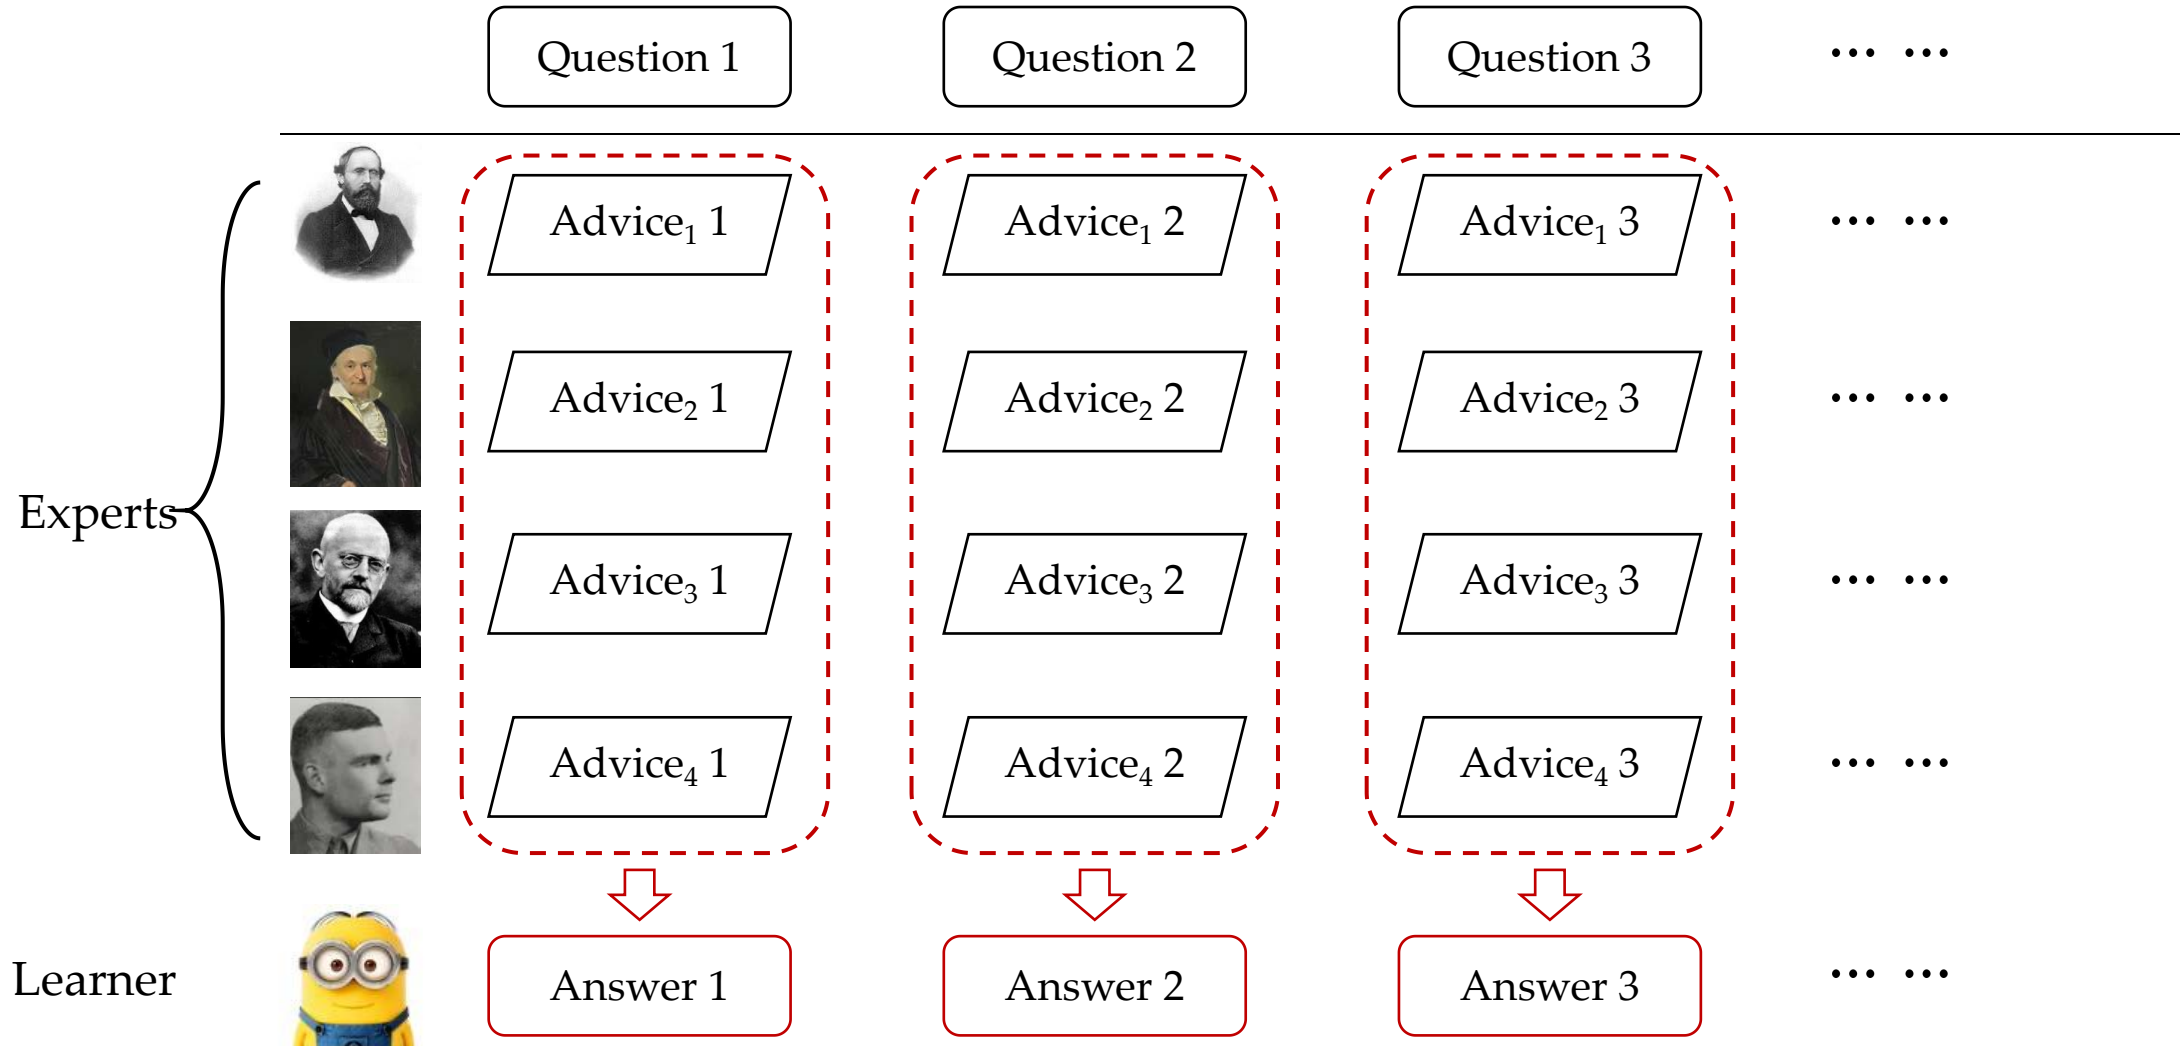 Question 1 Question 2 Question 3 ... ...
Advice₁ 1 Advice₁ 2 Advice₁ 3 ... ...
Advice₂ 1 Advice₂ 2 Advice₂ 3 ... ...
Experts
Advice₃ 1 Advice₃ 2 Advice₃ 3 ... ...
Advice₄ 1 Advice₄ 2 Advice₄ 3 ... ...
Learner Answer 1 Answer 2 Answer 3 ... ...